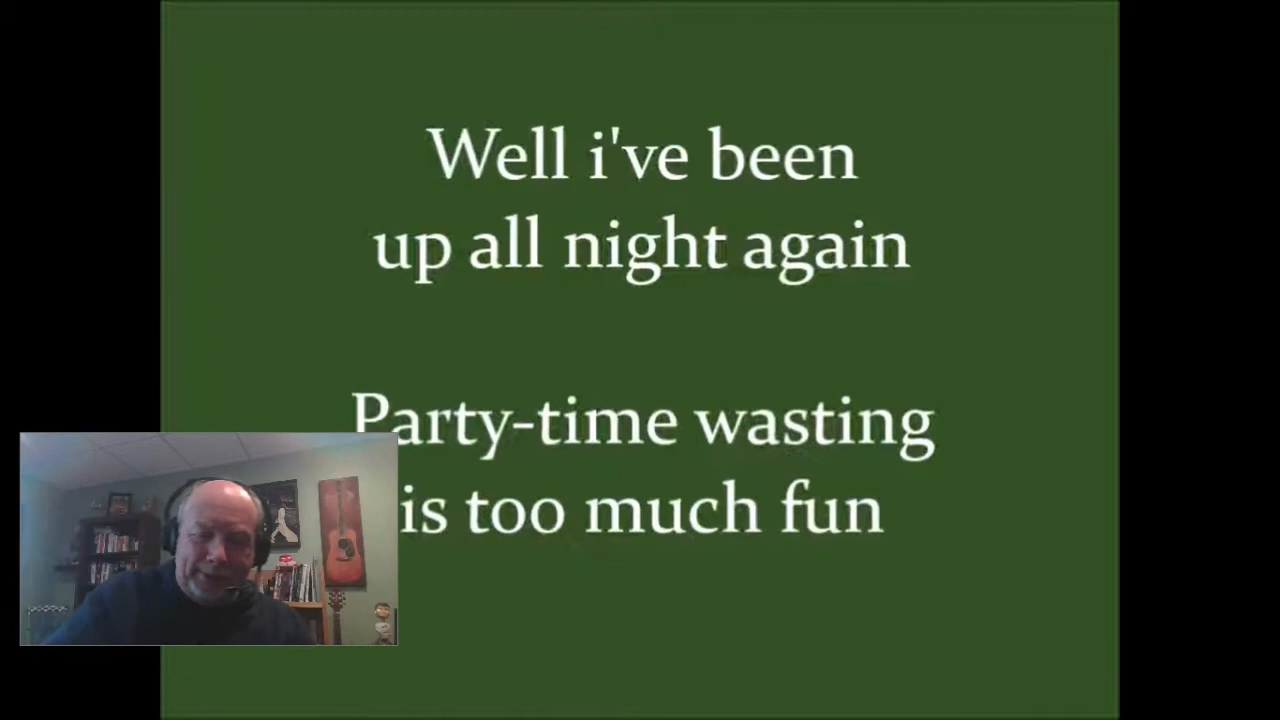 Well i've been
up all night again
Party-time wasting
is too much fun